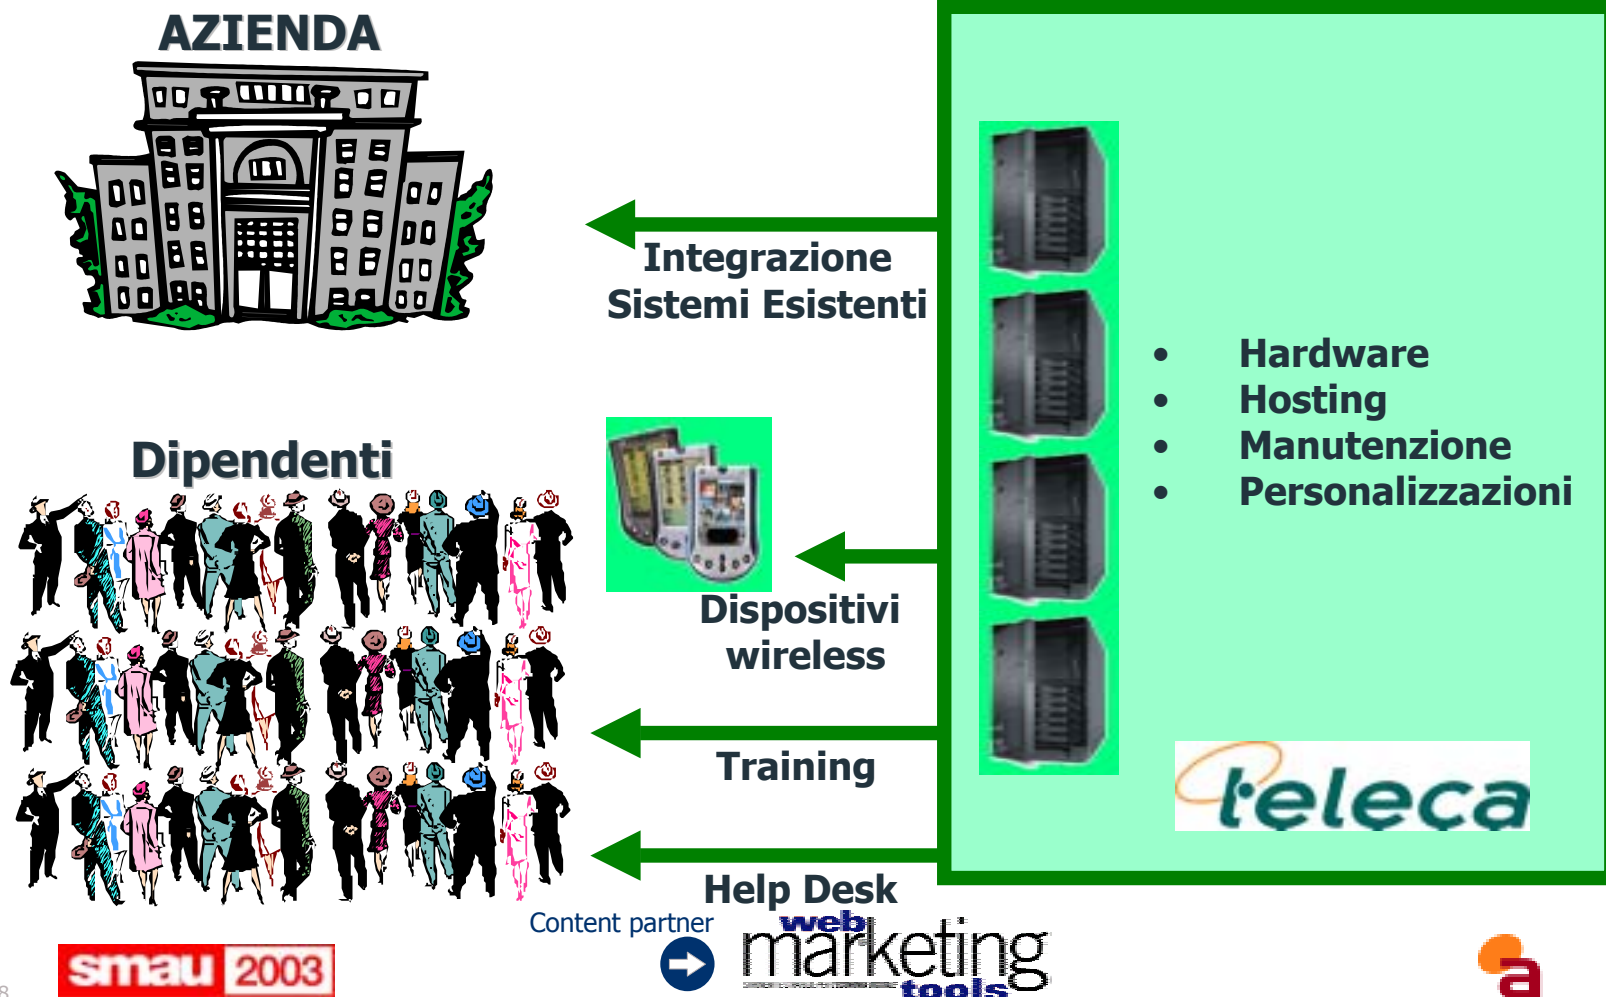 AZIENDA
Integrazione
Sistemi Esistenti
• Hardware
• Hosting
• Manutenzione
• Personalizzazioni
Dipendenti
Dispositivi
wireless
Training
teleca
Help Desk
Content partner
web
marketing
tools
smau 2003
a
8